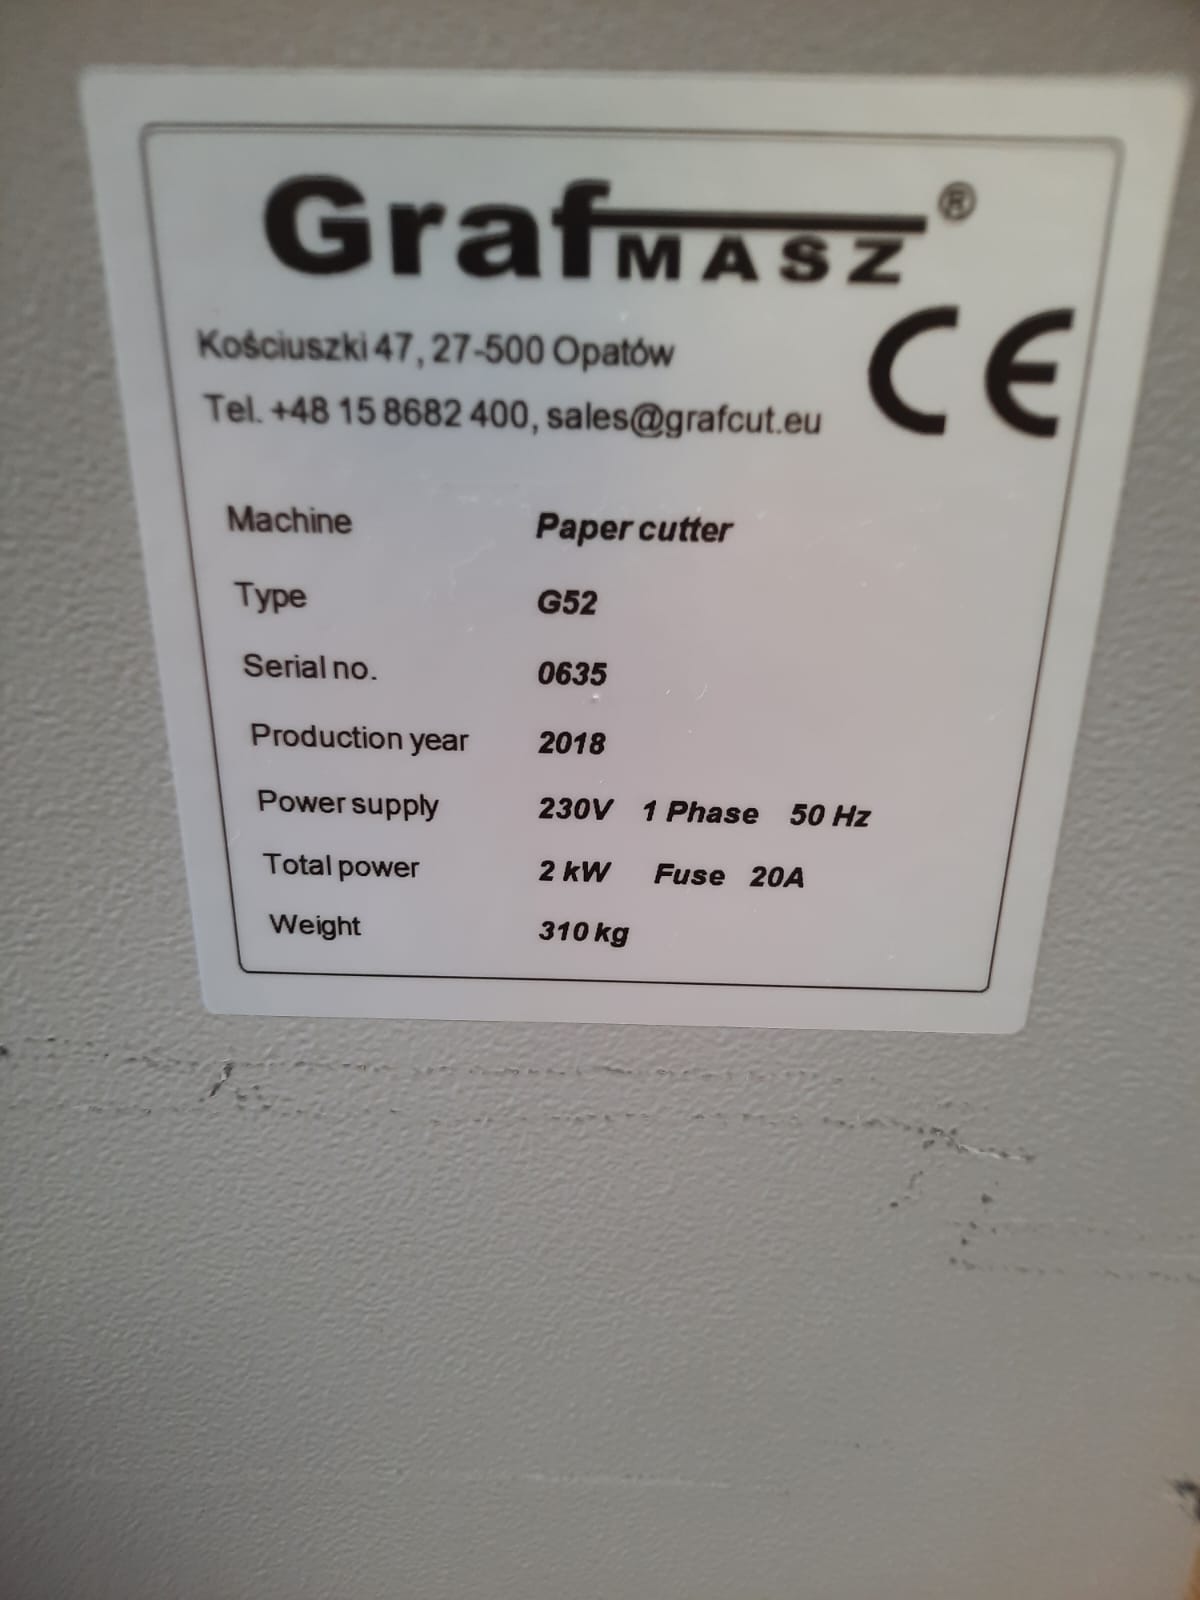 GrafMASZ®
Kościuszki 47, 27-500 Opatów
Tel. +48 15 8682 400, sales@grafcut.eu
CE
Machine Paper cutter
Type G52
Serial no. 0635
Production year 2018
Power supply 230V 1 Phase 50 Hz
Total power 2 kW Fuse 20A
Weight 310 kg